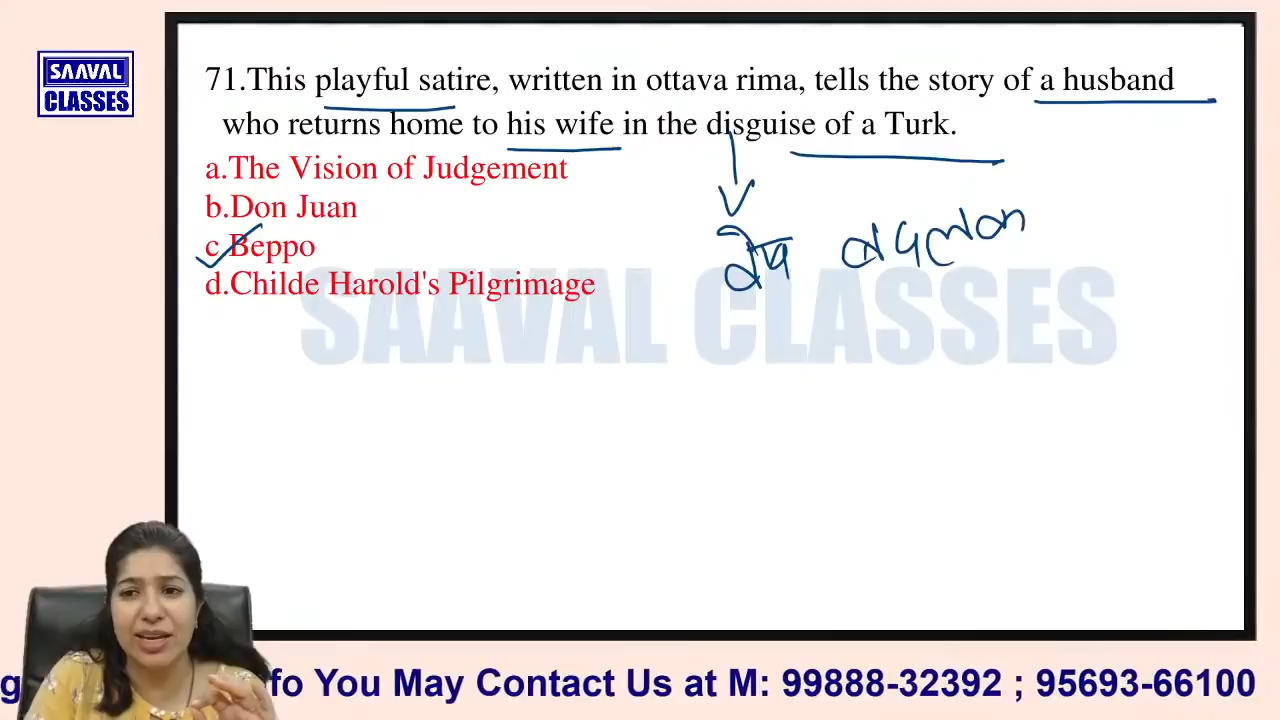 SAAVAL
CLASSES
71.This playful satire, written in ottava rima, tells the story of a husband
who returns home to his wife in the disguise of a Turk.
a.The Vision of Judgement
b.Don Juan
c Beppo
d.Childe Harold's Pilgrimage
SAAVAL CLASSES
fo You May Contact Us at M: 99888-32392 ; 95693-66100